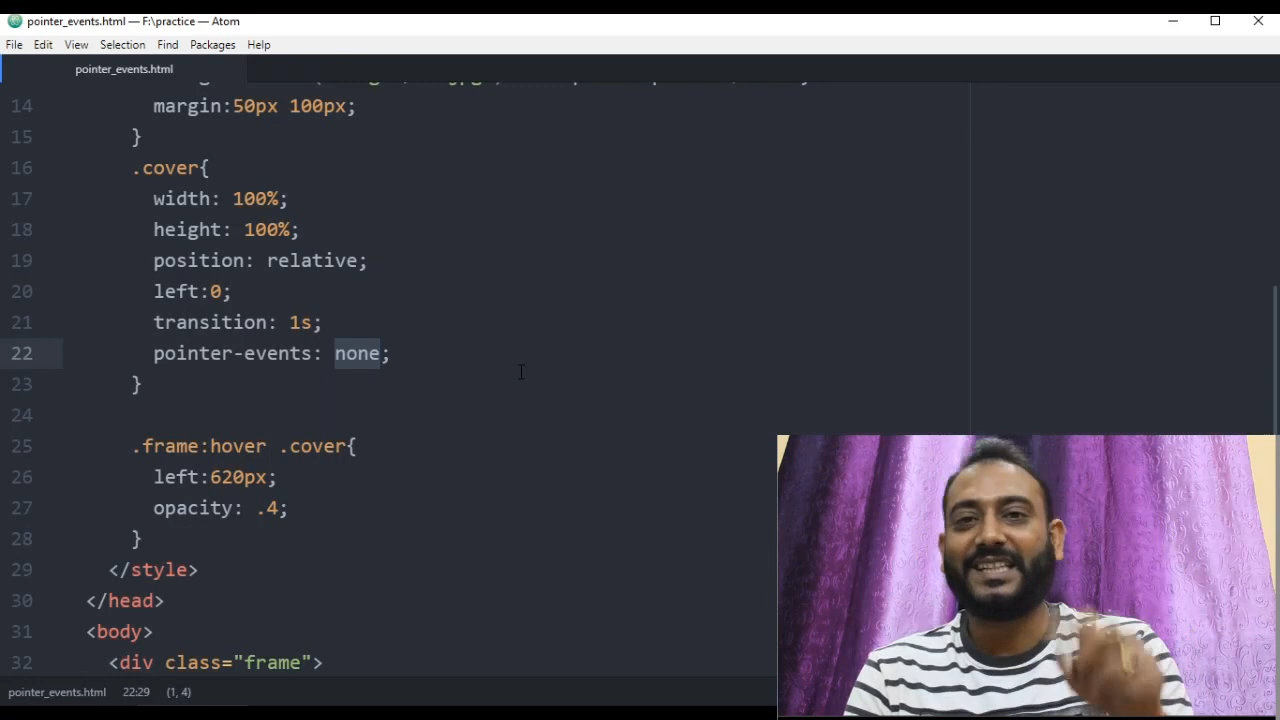 pointer_events.html — F:\practice — Atom
File Edit View Selection Find Packages Help
pointer_events.html
14 margin:50px 100px;
15 }
16 .cover{
17 width: 100%;
18 height: 100%;
19 position: relative;
20 left:0;
21 transition: 1s;
22 pointer-events: none;
23 }
24
25 .frame:hover .cover{
26 left:620px;
27 opacity: .4;
28 }
29 </style>
30 </head>
31 <body>
32 <div class="frame">
pointer_events.html 22:29 (1, 4)